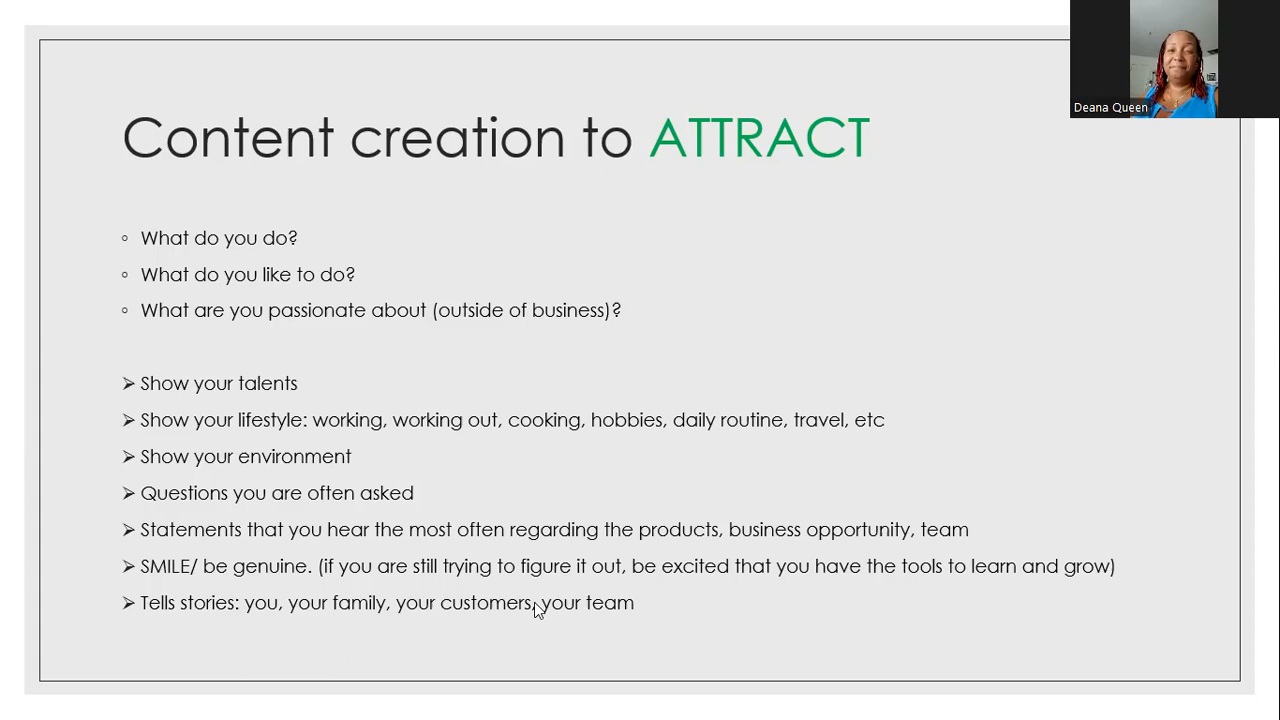 Deana Queen
Content creation to ATTRACT
What do you do?
What do you like to do?
What are you passionate about (outside of business)?
Show your talents
Show your lifestyle: working, working out, cooking, hobbies, daily routine, travel, etc
Show your environment
Questions you are often asked
Statements that you hear the most often regarding the products, business opportunity, team
SMILE/ be genuine. (if you are still trying to figure it out, be excited that you have the tools to learn and grow)
Tells stories: you, your family, your customers, your team